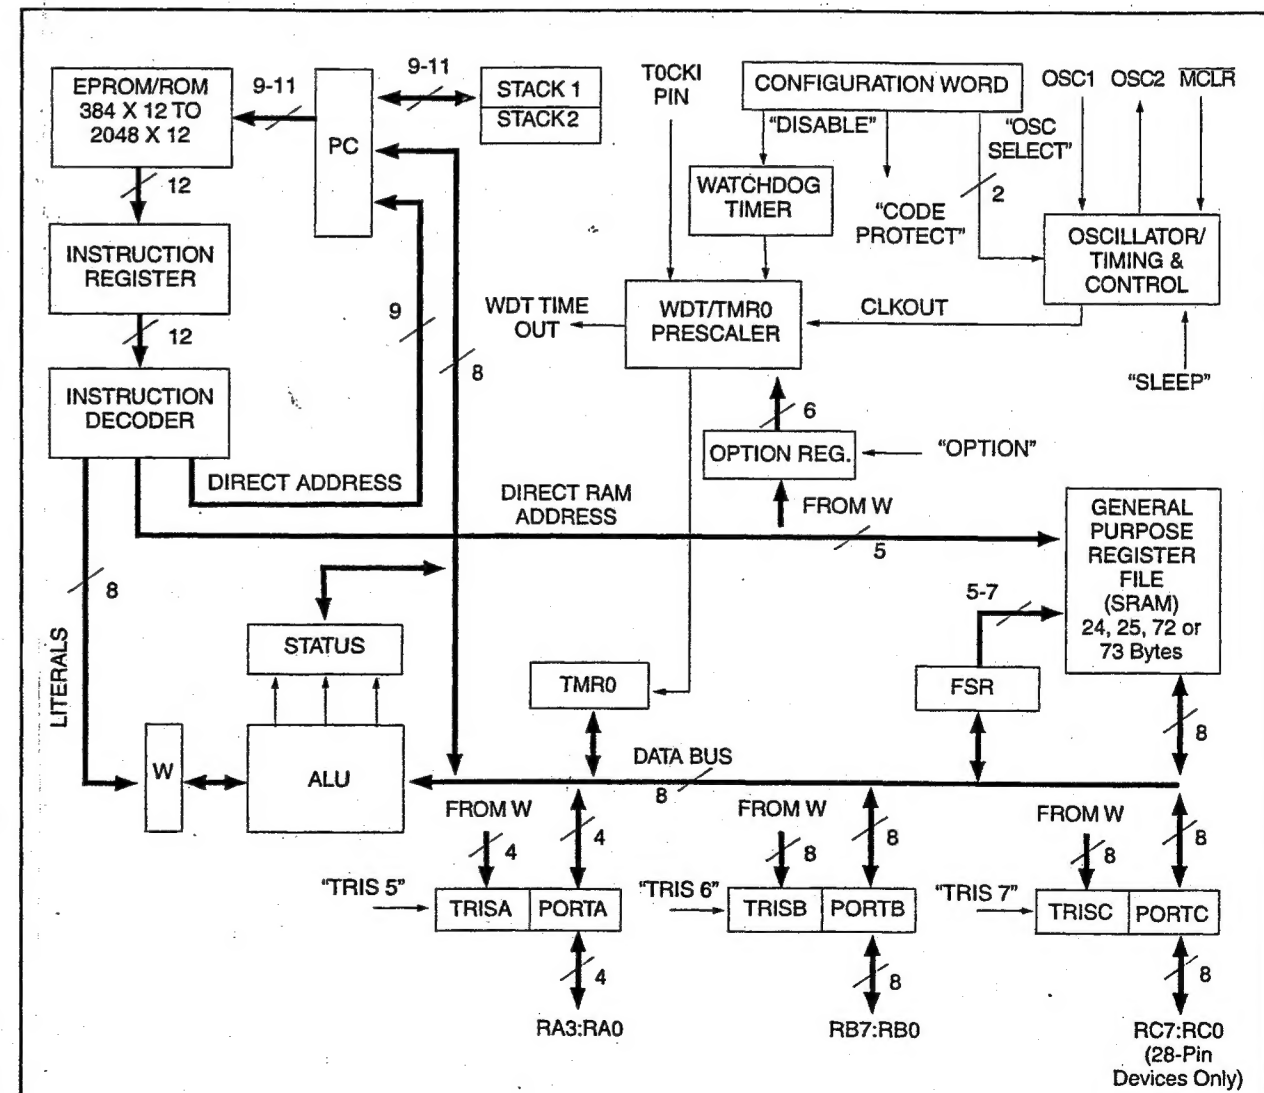 EPROM/ROM
384 X 12 TO
2048 X 12
9-11
PC
9-11
STACK 1
STACK2
T0CKI
PIN
CONFIGURATION WORD
OSC1
OSC2
MCLR
"DISABLE"
"OSC
SELECT"
12
WATCHDOG
TIMER
2
"CODE
PROTECT"
INSTRUCTION
REGISTER
OSCILLATOR/
TIMING &
CONTROL
WDT TIME
OUT
WDT/TMR0
PRESCALER
CLKOUT
9
12
8
"SLEEP"
INSTRUCTION
DECODER
6
OPTION REG.
"OPTION"
DIRECT ADDRESS
DIRECT RAM
ADDRESS
FROM W
5
GENERAL
PURPOSE
REGISTER
FILE
(SRAM)
24, 25, 72 or
73 Bytes
8
5-7
LITERALS
STATUS
TMR0
FSR
8
W
ALU
DATA BUS
8
FROM W
4
4
FROM W
8
8
FROM W
8
8
"TRIS 5"
TRISA
PORTA
"TRIS 6"
TRISB
PORTB
"TRIS 7"
TRISC
PORTC
4
8
8
RA3:RA0
RB7:RB0
RC7:RC0
(28-Pin
Devices Only)